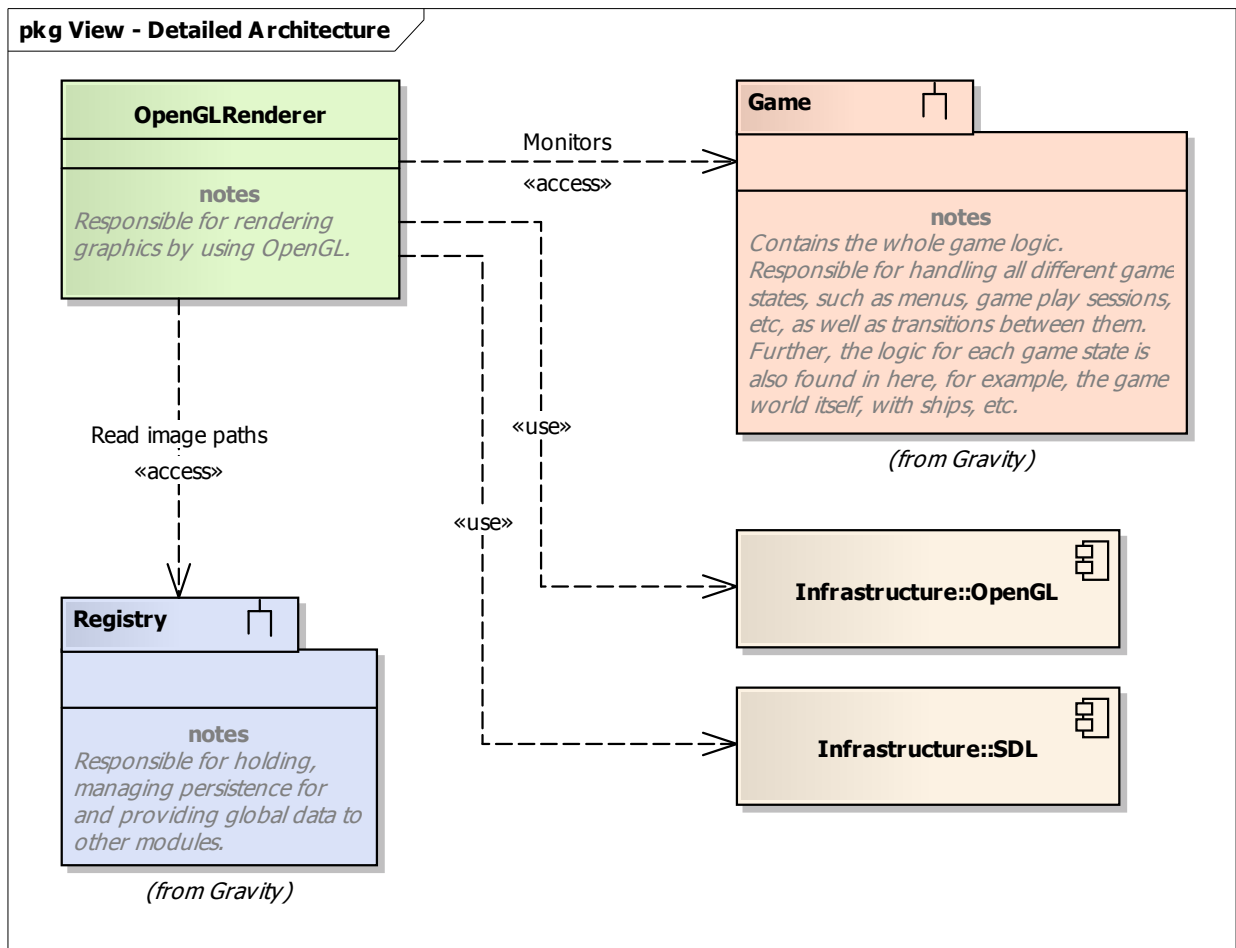 pkg View - Detailed Architecture
OpenGLRenderer
notes
Responsible for rendering
graphics by using OpenGL.
Monitors
«access»
Game
notes
Contains the whole game logic.
Responsible for handling all different game
states, such as menus, game play sessions,
etc, as well as transitions between them.
Further, the logic for each game state is
also found in here, for example, the game
world itself, with ships, etc.
(from Gravity)
«use»
«use»
Read image paths
«access»
Infrastructure::OpenGL
Infrastructure::SDL
Registry
notes
Responsible for holding,
managing persistence for
and providing global data to
other modules.
(from Gravity)